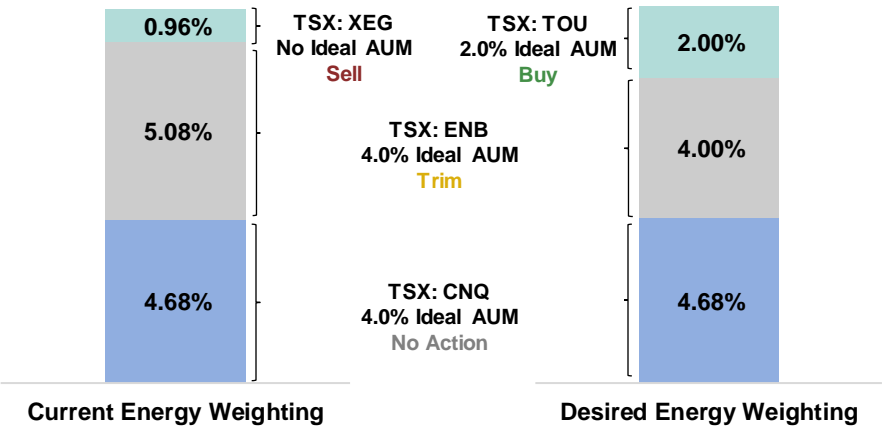 0.96%
5.08%
4.68%
Current Energy Weighting
TSX: XEG
No Ideal AUM
Sell
TSX: TOU
2.0% Ideal AUM
Buy
TSX: ENB
4.0% Ideal AUM
Trim
TSX: CNQ
4.0% Ideal AUM
No Action
2.00%
4.00%
4.68%
Desired Energy Weighting